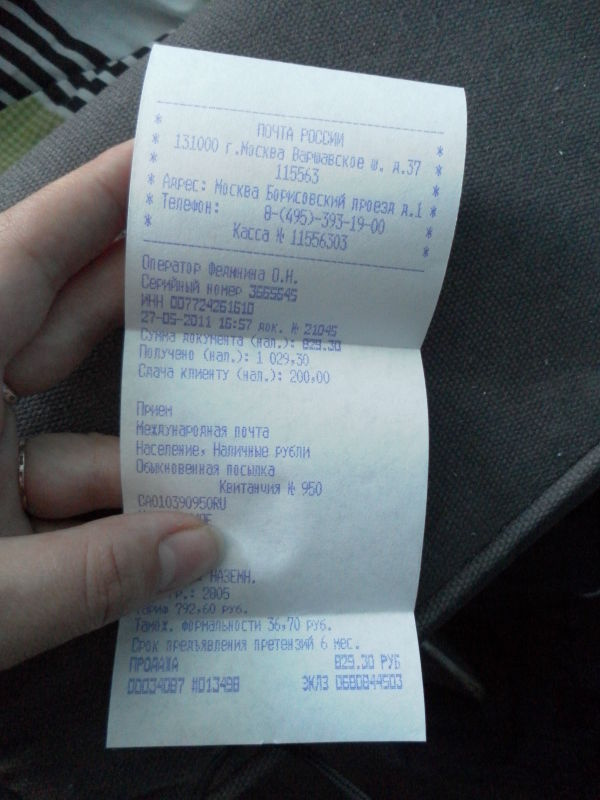 ПОЧТА РОССИИ
131000 г.Москва Варшавское ш. д.37
115563
* Адрес: Москва Борисовский проезд д.1 *
* Телефон: 8-(495)-393-19-00 *
Касса № 11556303
Оператор Фелинина О.Н.
Серийный номер 3665645
ИНН 007724261610
27-05-2011 16:57 док. № 21045
Сумма документа (нал.): 829.30
Получено (нал.): 1 029,30
Сдача клиенту (нал.): 200,00
Прием
Международная почта
Население, Наличные рубли
Обыкновенная посылка
Квитанция № 950
CA010390950RU
НАЗЕМН.
2805
Тариф 792,60 руб.
Тамож. формальности 36,70 руб.
Срок предъявления претензий 6 мес.
ПРОДАЖА 829.30 РУБ
00034087 #013498 ЭКЛЗ 0680844503